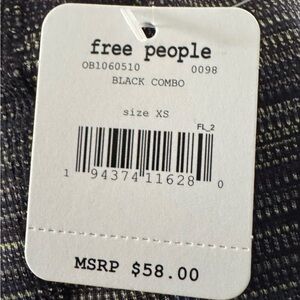 free people
OB1060510 0098
BLACK COMBO
size XS
FL_2
1 94374 11628 0
MSRP $58.00